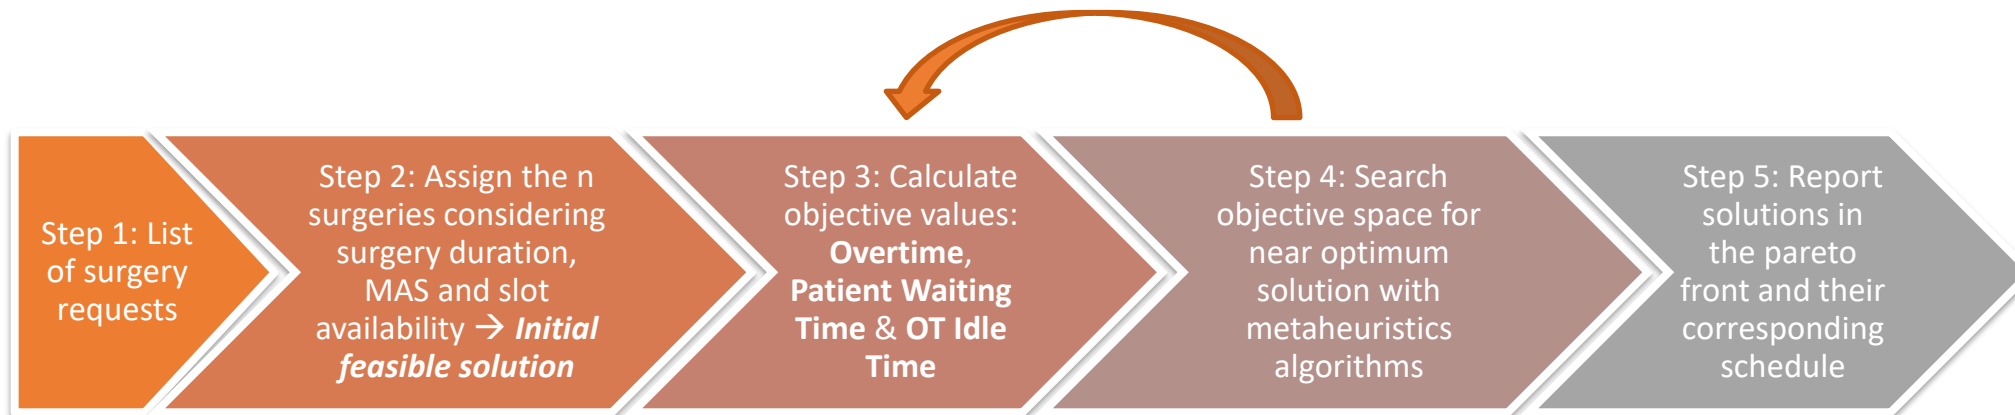 Step 1: List
of surgery
requests
Step 2: Assign the n
surgeries considering
surgery duration,
MAS and slot
availability → Initial
feasible solution
Step 3: Calculate
objective values:
Overtime,
Patient Waiting
Time & OT Idle
Time
Step 4: Search
objective space for
near optimum
solution with
metaheuristics
algorithms
Step 5: Report
solutions in
the pareto
front and their
corresponding
schedule